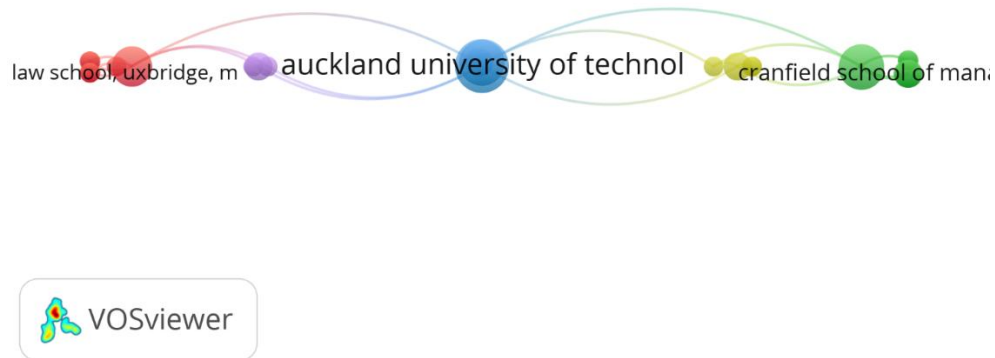 law school, uxbridge, m
auckland university of technol
cranfield school of mana
VOSviewer